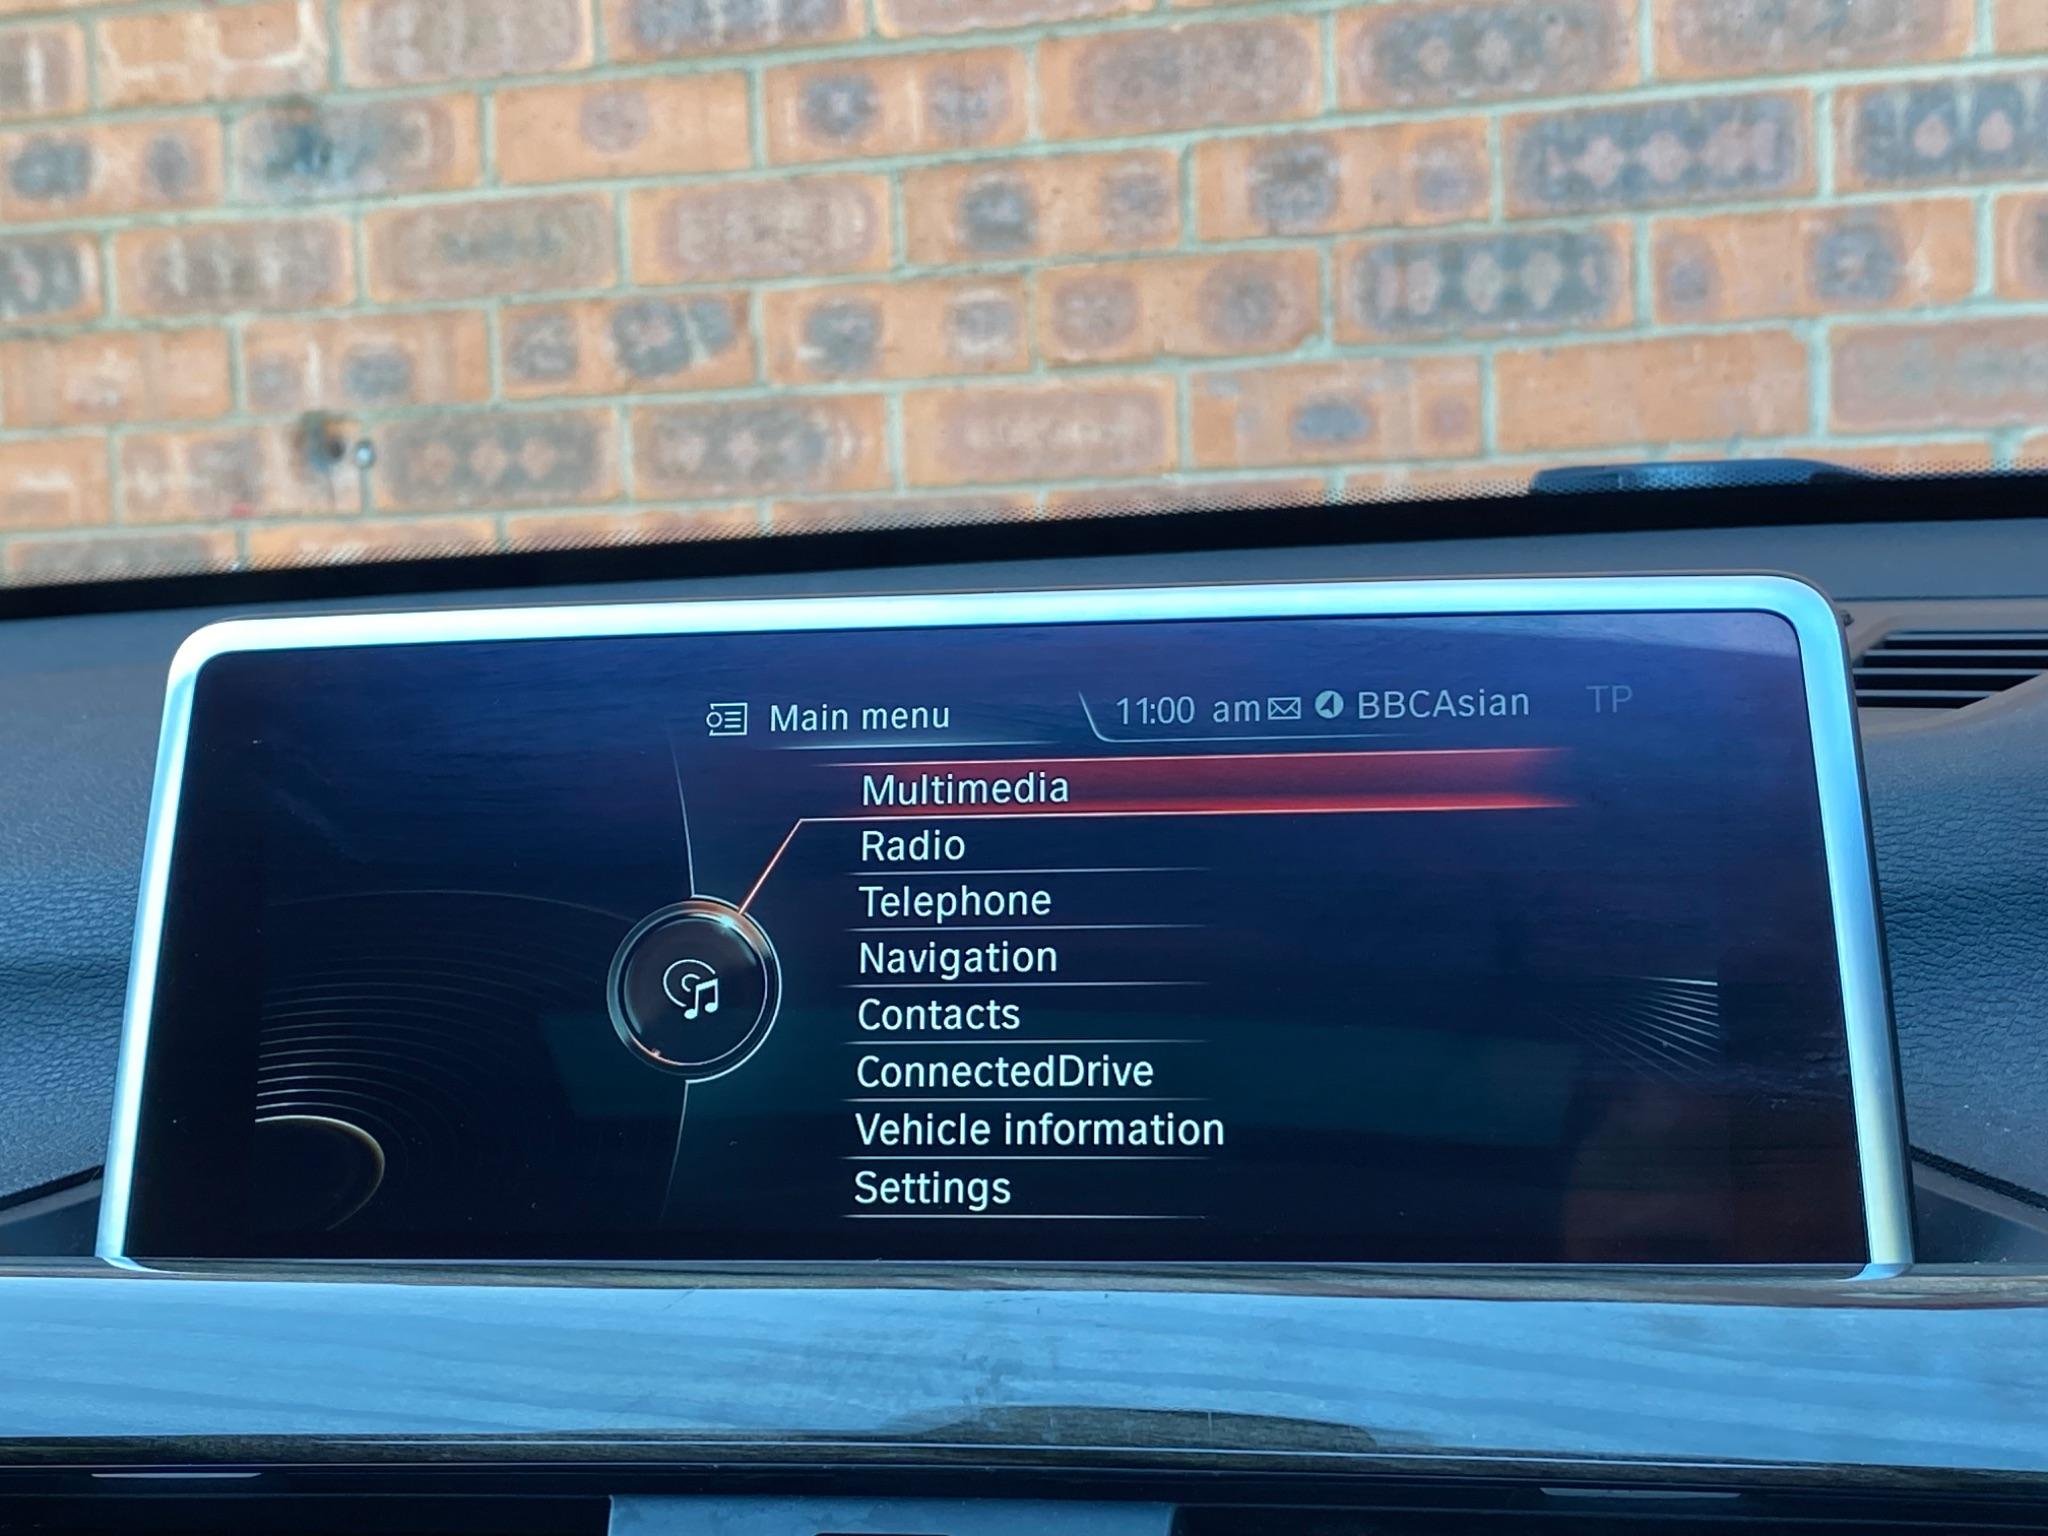 Main menu
11:00 am BBCAsian TP
Multimedia
Radio
Telephone
Navigation
Contacts
ConnectedDrive
Vehicle information
Settings